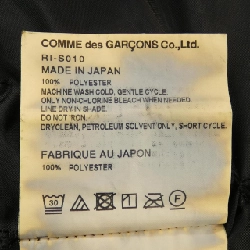 COMME des GARÇONS Co.,Ltd.
RI-S010
MADE IN JAPAN
100% POLYESTER
MACHINE WASH COLD, GENTLE CYCLE.
ONLY NON-CHLORINE BLEACH WHEN NEEDED.
LINE DRY IN SHADE.
DO NOT IRON.
DRYCLEAN, PETROLEUM SOLVENT ONLY, SHORT CYCLE.
FABRIQUE AU JAPON
100% POLYESTER
30
F